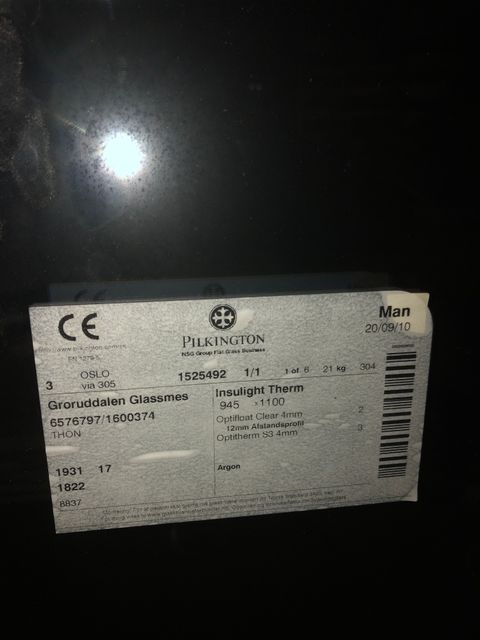 CE
PILKINGTON
NSG Group Flat Glass Business
Man
20/09/10
3 OSLO via 305
1525492 1/1 1 of 6 21 kg 304
Groruddalen Glassmes
6576797/1600374
THON
1931 17
1822
8837
Insulight Therm
945 x1100
Optifloat Clear 4mm 2
12mm Afstandsprofil
Optitherm S3 4mm 3
Argon